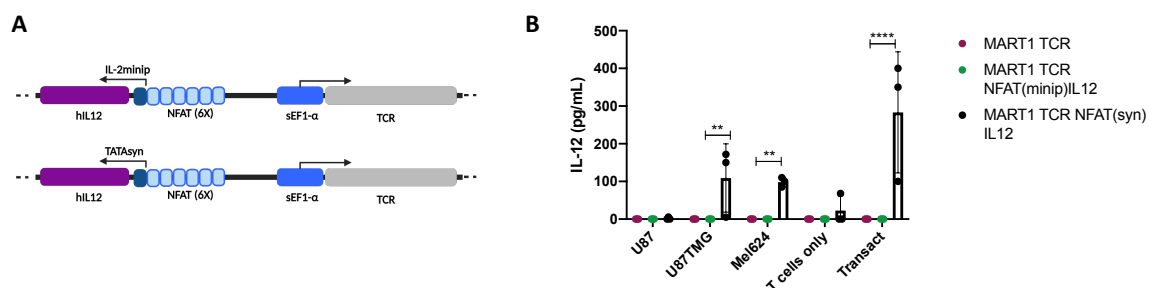 A
IL-2minip
hIL12
NFAT (6X)
sEF1-α
TCR
TATAsyn
hIL12
NFAT (6X)
sEF1-α
TCR
B
IL-12 (pg/mL)
500
400
300
200
100
0
**
**
****
U87
U87TMG
Mel624
T cells only
Transact
MART1 TCR
MART1 TCR
NFAT(minip)IL12
MART1 TCR NFAT(syn)
IL12